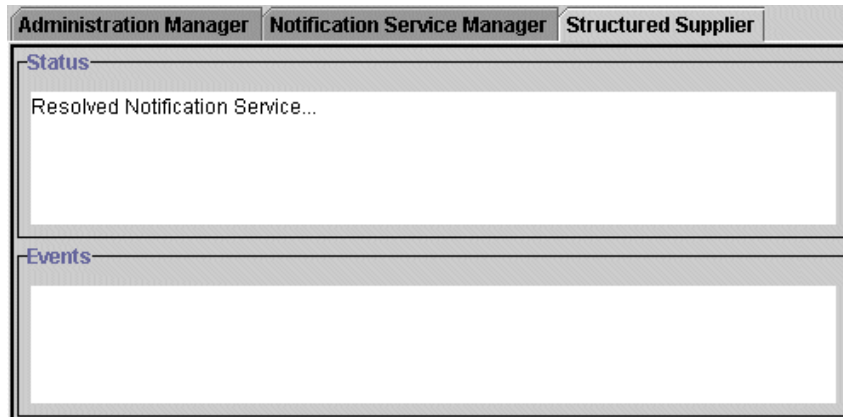 Administration Manager Notification Service Manager Structured Supplier
Status
Resolved Notification Service...
Events